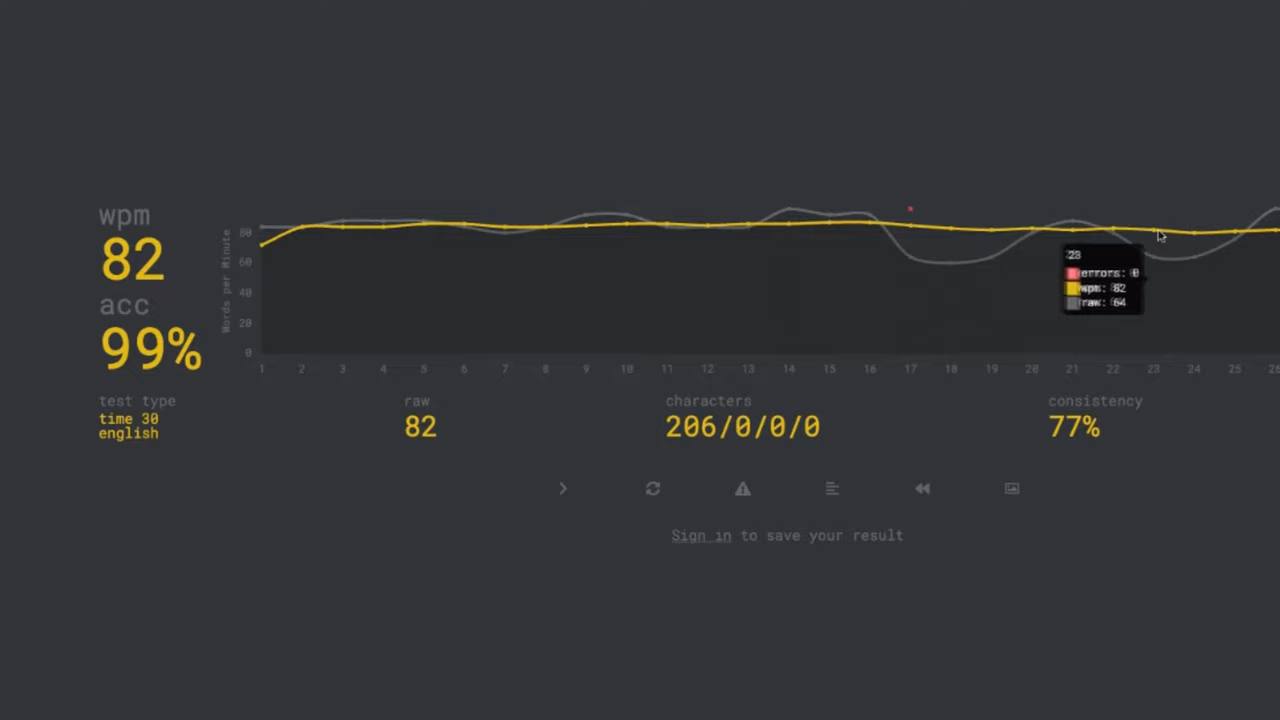 wpm
82
acc
99%
Words per Minute
80
60
40
20
0
1 2 3 4 5 6 7 8 9 10 11 12 13 14 15 16 17 18 19 20 21 22 23 24 25 26
23
errors: 0
wpm: 82
raw: 64
test type
time 30
english
raw
82
characters
206/0/0/0
consistency
77%
Sign in to save your result